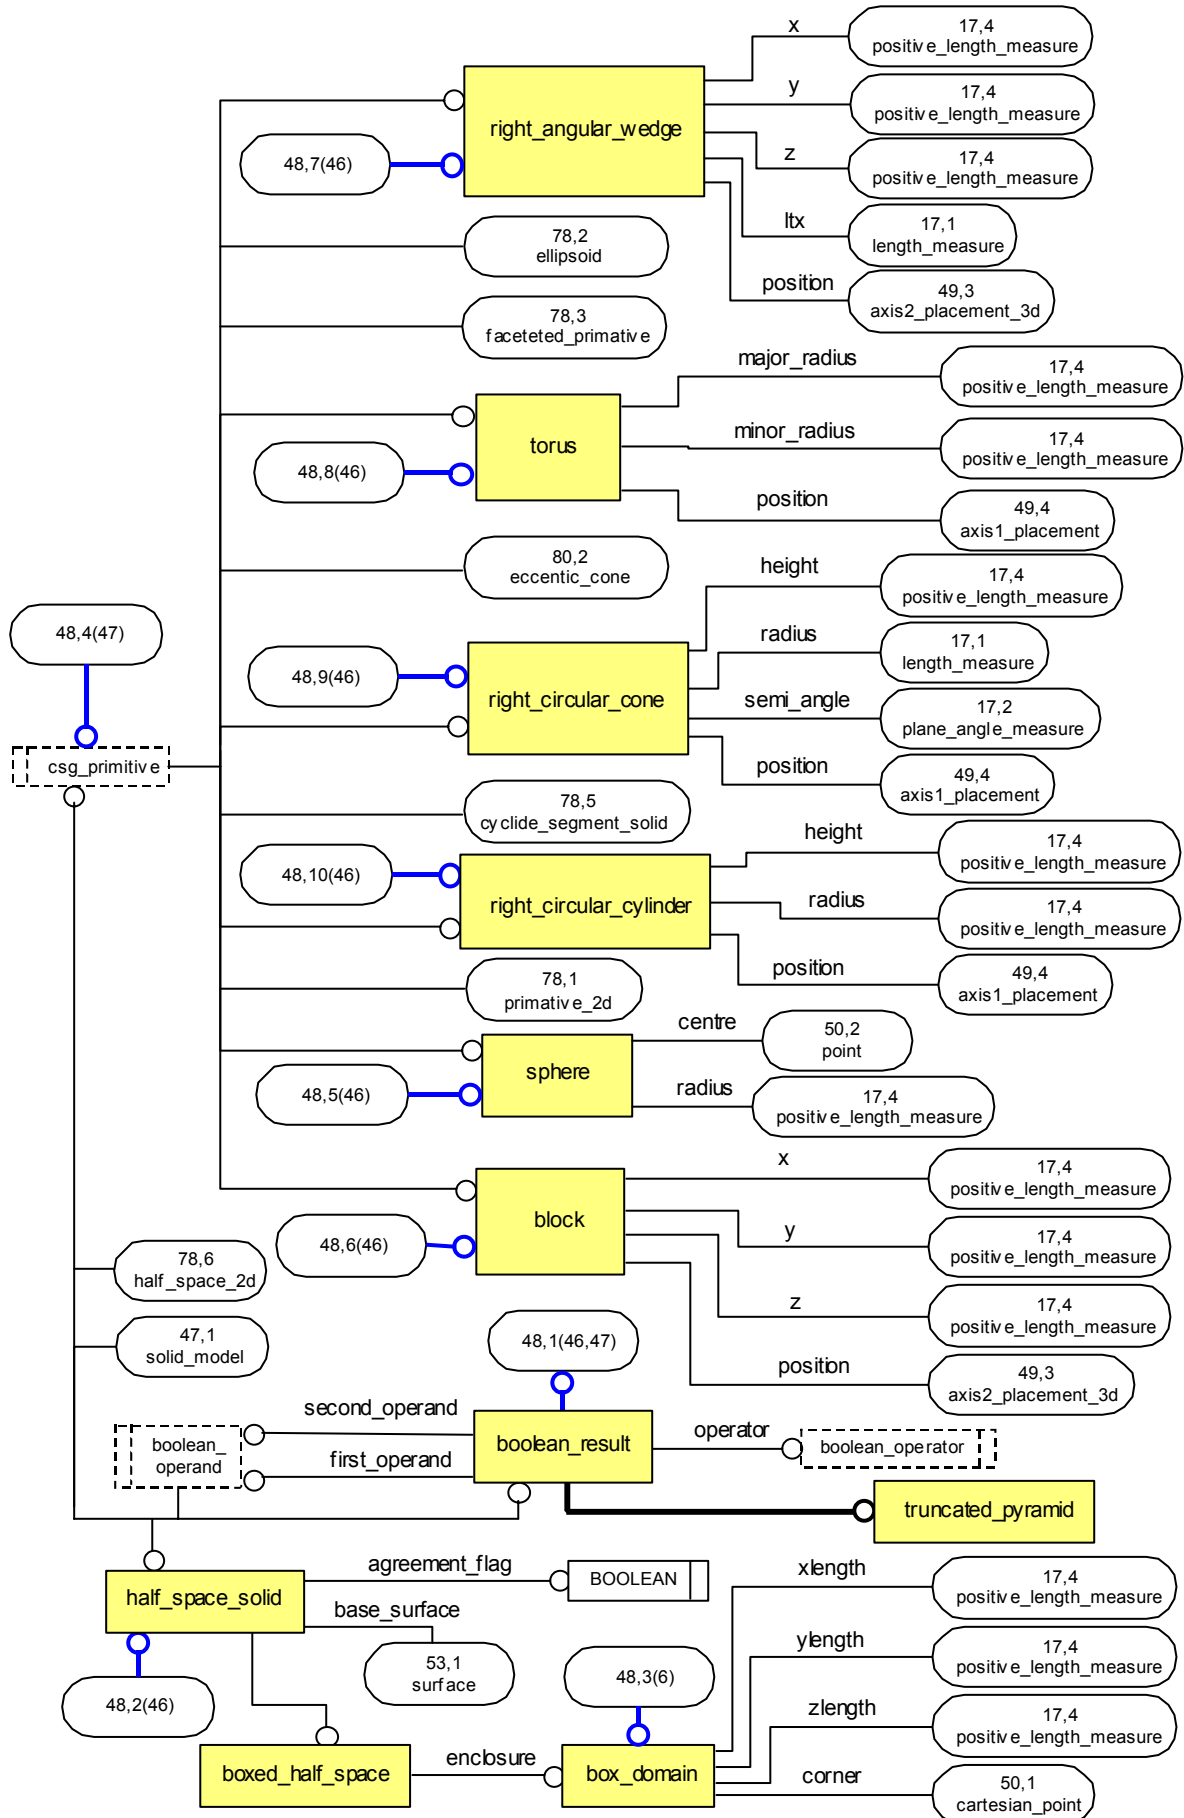 x
17,4
positive_length_measure
y
17,4
positive_length_measure
right_angular_wedge
48,7(46)
z
17,4
positive_length_measure
ltx
17,1
length_measure
78,2
ellipsoid
position
49,3
axis2_placement_3d
78,3
faceteted_primative
major_radius
17,4
positive_length_measure
torus
minor_radius
17,4
positive_length_measure
48,8(46)
position
49,4
axis1_placement
80,2
eccentic_cone
height
17,4
positive_length_measure
48,4(47)
radius
17,1
length_measure
48,9(46)
right_circular_cone
semi_angle
17,2
plane_angle_measure
csg_primitive
position
49,4
axis1_placement
78,5
cyclide_segment_solid
height
17,4
positive_length_measure
48,10(46)
right_circular_cylinder
radius
17,4
positive_length_measure
position
49,4
axis1_placement
78,1
primative_2d
centre
50,2
point
sphere
48,5(46)
radius
17,4
positive_length_measure
x
17,4
positive_length_measure
block
48,6(46)
y
17,4
positive_length_measure
78,6
half_space_2d
z
17,4
positive_length_measure
47,1
solid_model
48,1(46,47)
position
49,3
axis2_placement_3d
second_operand
boolean_
operand
first_operand
boolean_result
operator
boolean_operator
truncated_pyramid
agreement_flag
BOOLEAN
half_space_solid
base_surface
53,1
surface
48,2(46)
48,3(6)
xlength
17,4
positive_length_measure
ylength
17,4
positive_length_measure
zlength
17,4
positive_length_measure
boxed_half_space
enclosure
box_domain
corner
50,1
cartesian_point